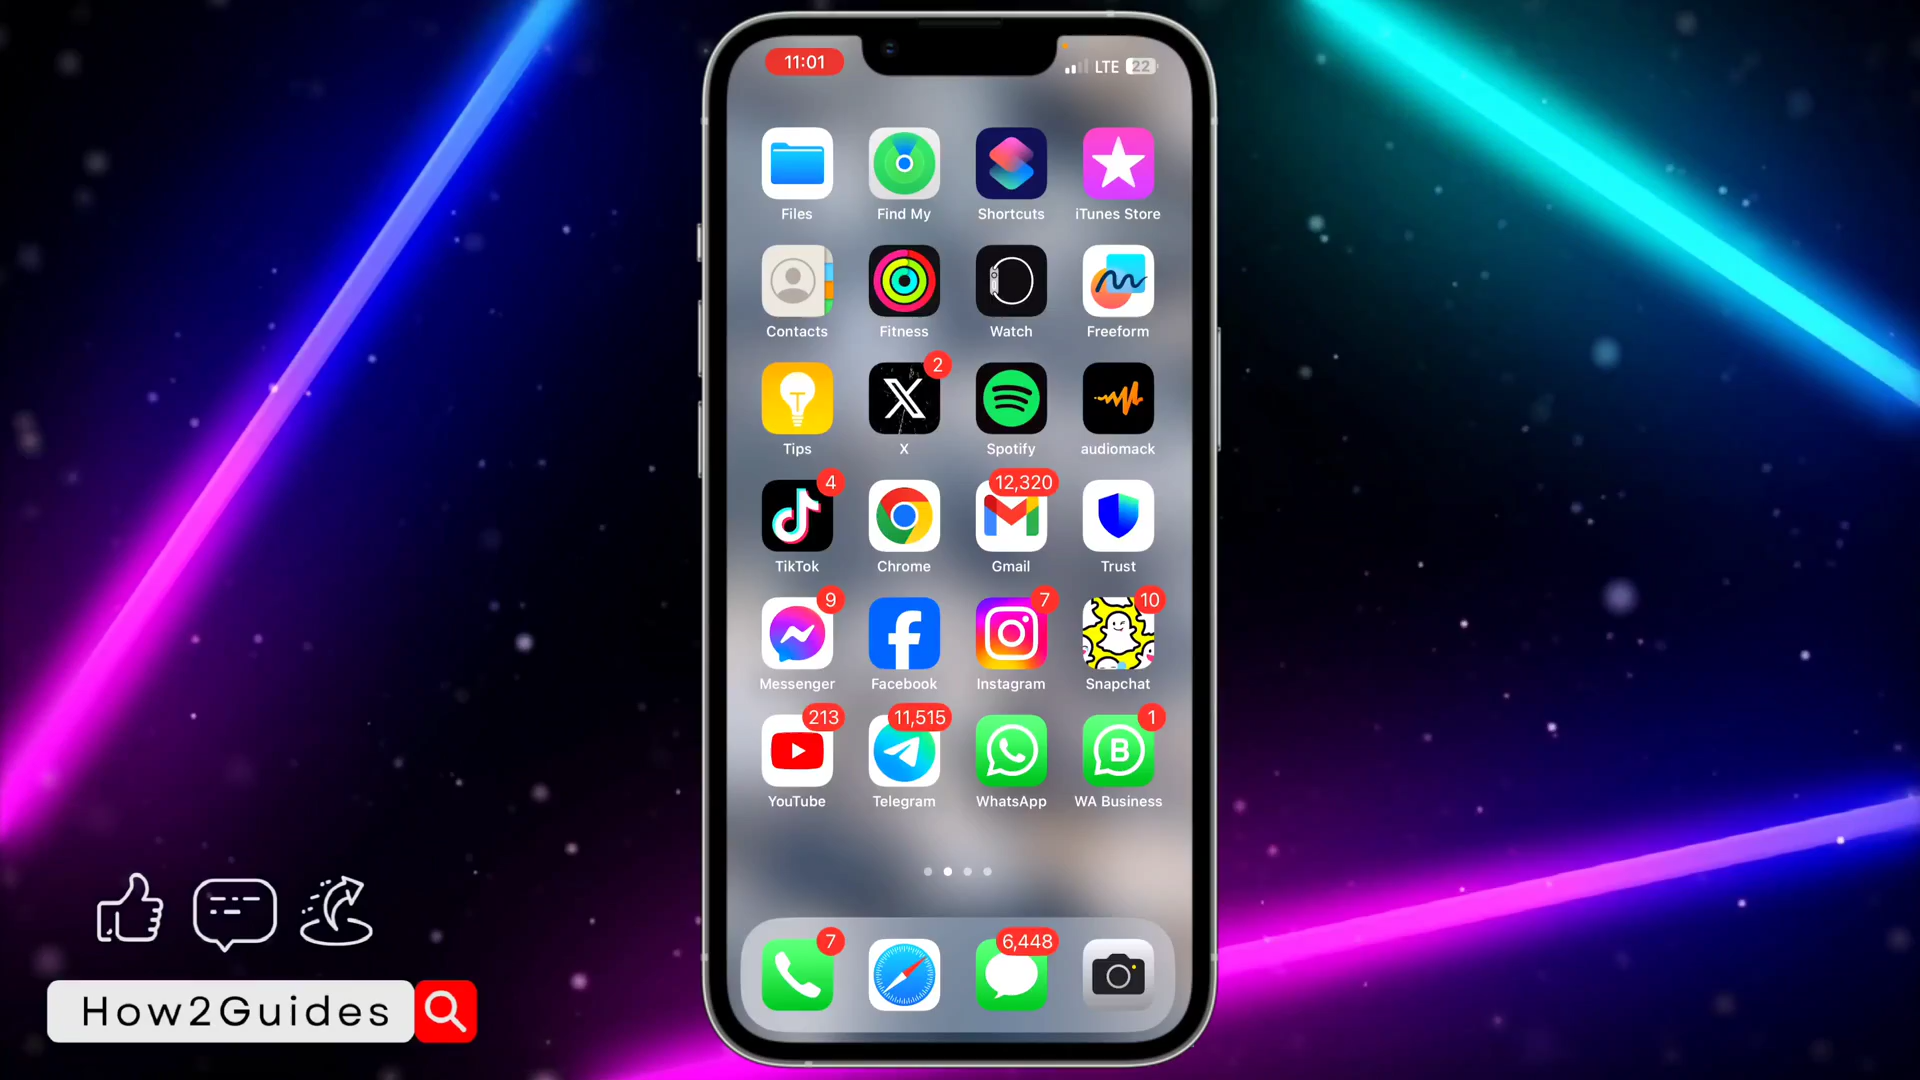 11:01 LTE 22
Files Find My Shortcuts iTunes Store
Contacts Fitness Watch Freeform
2
Tips X Spotify audiomack
4 12,320
TikTok Chrome Gmail Trust
9 7 10
Messenger Facebook Instagram Snapchat
213 11,515 1
B
YouTube Telegram WhatsApp WA Business
7 6,448
How2Guides